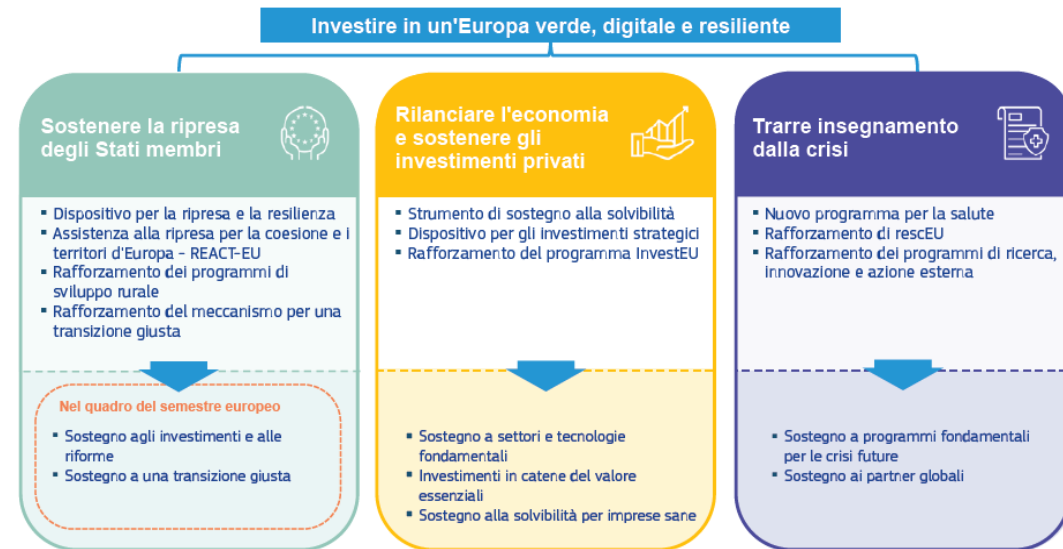 Investire in un'Europa verde, digitale e resiliente
Sostenere la ripresa
degli Stati membri
▪ Dispositivo per la ripresa e la resilienza
▪ Assistenza alla ripresa per la coesione e i
territori d'Europa - REACT-EU
▪ Rafforzamento dei programmi di
sviluppo rurale
▪ Rafforzamento del meccanismo per una
transizione giusta
Nel quadro del semestre europeo
▪ Sostegno agli investimenti e alle
riforme
▪ Sostegno a una transizione giusta
Rilanciare l'economia
e sostenere gli
investimenti privati
▪ Strumento di sostegno alla solvibilità
▪ Dispositivo per gli investimenti strategici
▪ Rafforzamento del programma InvestEU
▪ Sostegno a settori e tecnologie
fondamentali
▪ Investimenti in catene del valore
essenziali
▪ Sostegno alla solvibilità per imprese sane
Trarre insegnamento
dalla crisi
▪ Nuovo programma per la salute
▪ Rafforzamento di rescEU
▪ Rafforzamento dei programmi di ricerca,
innovazione e azione esterna
▪ Sostegno a programmi fondamentali
per le crisi future
▪ Sostegno ai partner globali